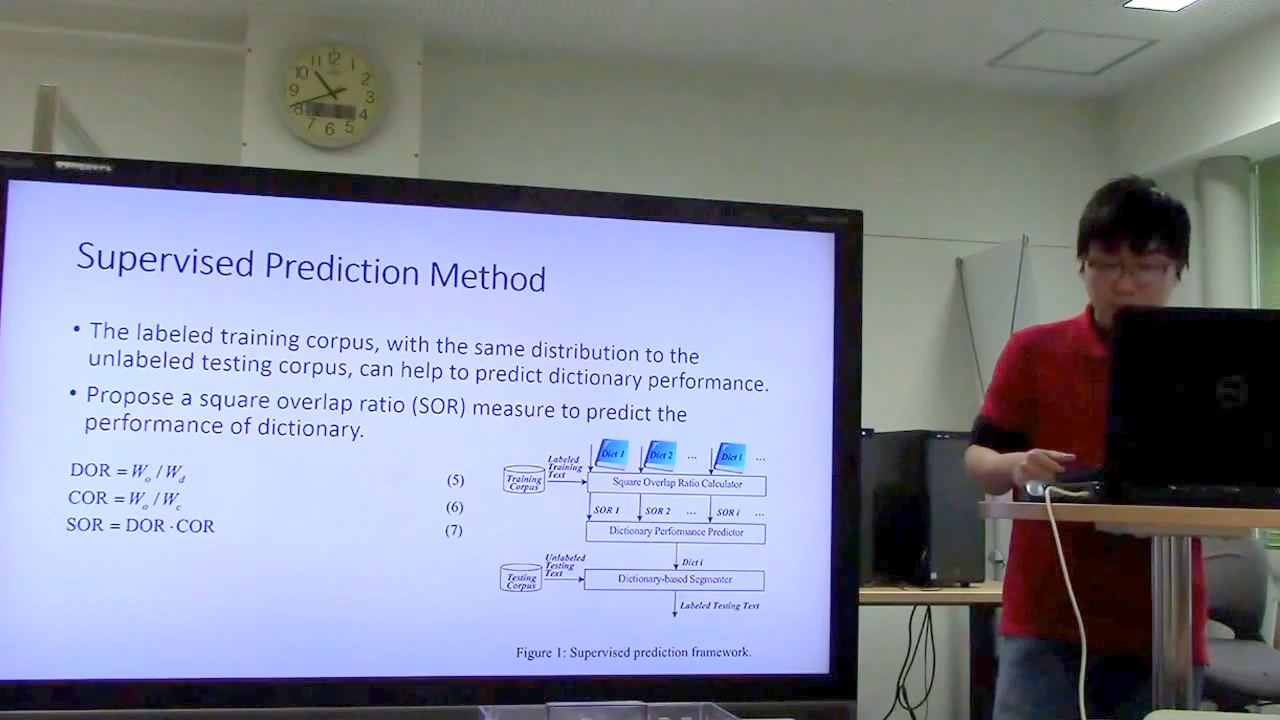 11 12 1
10 2
9 3
8 4
7 6 5
Supervised Prediction Method
• The labeled training corpus, with the same distribution to the
unlabeled testing corpus, can help to predict dictionary performance.
• Propose a square overlap ratio (SOR) measure to predict the
performance of dictionary.
DOR = W_o / W_d (5)
COR = W_o / W_c (6)
SOR = DOR · COR (7)
Dict 1 Dict 2 ... Dict i ...
Labeled
Training
Text
Training
Corpus
Square Overlap Ratio Calculator
SOR 1 SOR 2 ... SOR i ...
Dictionary Performance Predictor
Dict i
Unlabeled
Testing
Text
Testing
Corpus
Dictionary-based Segmenter
Labeled Testing Text
Figure 1: Supervised prediction framework.